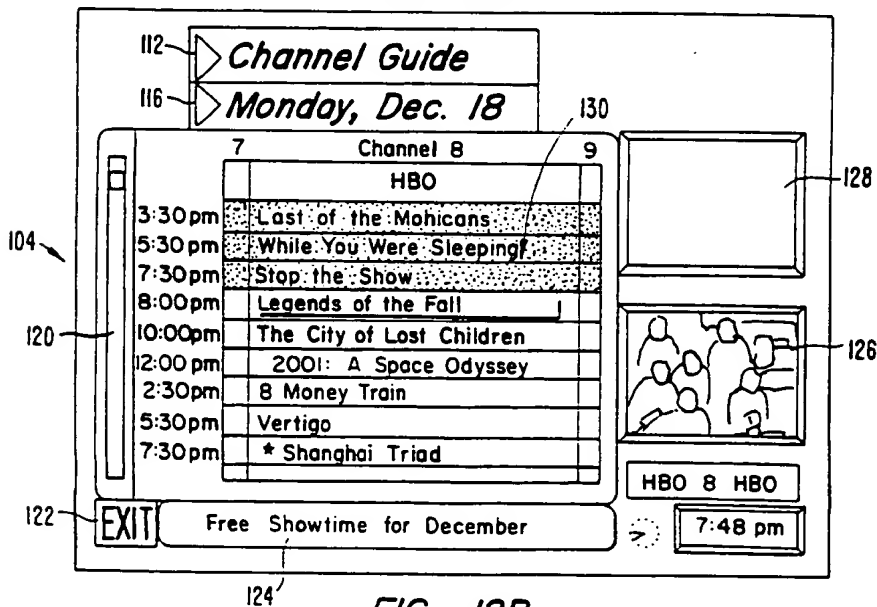 112
Channel Guide
116
Monday, Dec. 18
130
7 Channel 8 9
HBO
128
3:30pm Last of the Mohicans
104
5:30pm While You Were Sleeping
7:30pm Stop the Show
8:00pm Legends of the Fall
120
10:00pm The City of Lost Children
126
12:00 pm 2001: A Space Odyssey
2:30pm 8 Money Train
5:30pm Vertigo
7:30pm * Shanghai Triad
HBO 8 HBO
122
EXIT
Free Showtime for December
7:48 pm
124